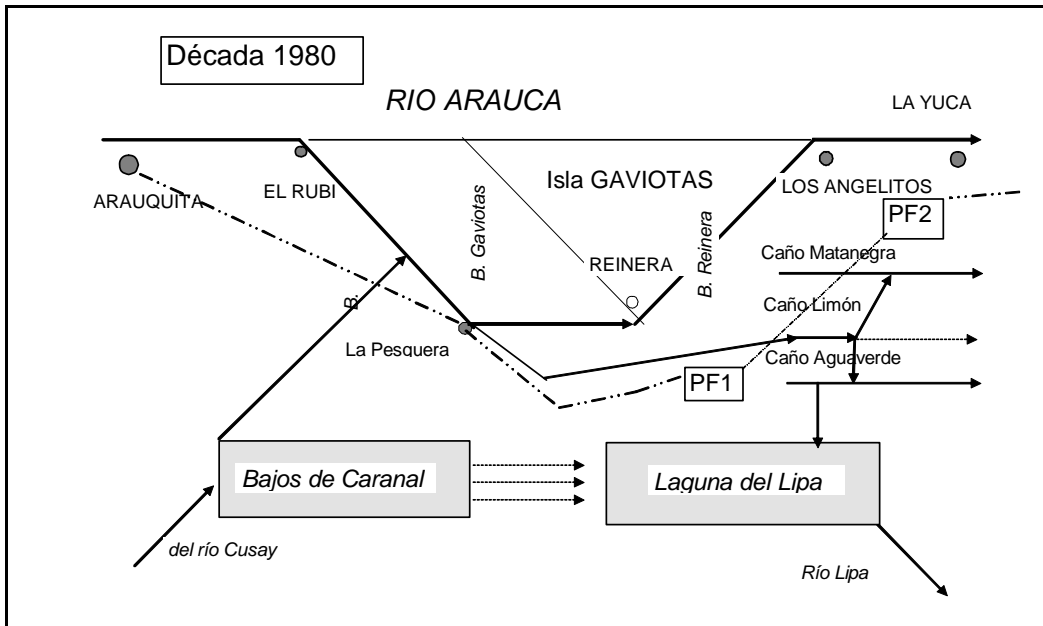 Década 1980
RIO ARAUCA
LA YUCA
ARAUQUITA
EL RUBI
B. Gaviotas
Isla GAVIOTAS
LOS ANGELITOS
PF2
REINERA
B. Reinera
Caño Matanegra
B.
Caño Limón
La Pesquera
Caño Aguaverde
PF1
Bajos de Caranal
Laguna del Lipa
del río Cusay
Río Lipa